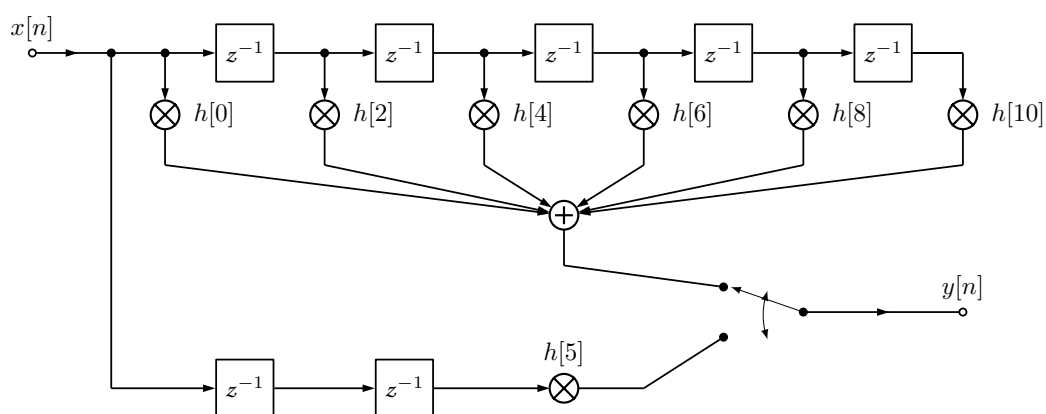 x[n]
z⁻¹ z⁻¹ z⁻¹ z⁻¹ z⁻¹
h[0] h[2] h[4] h[6] h[8] h[10]
y[n]
h[5]
z⁻¹ z⁻¹